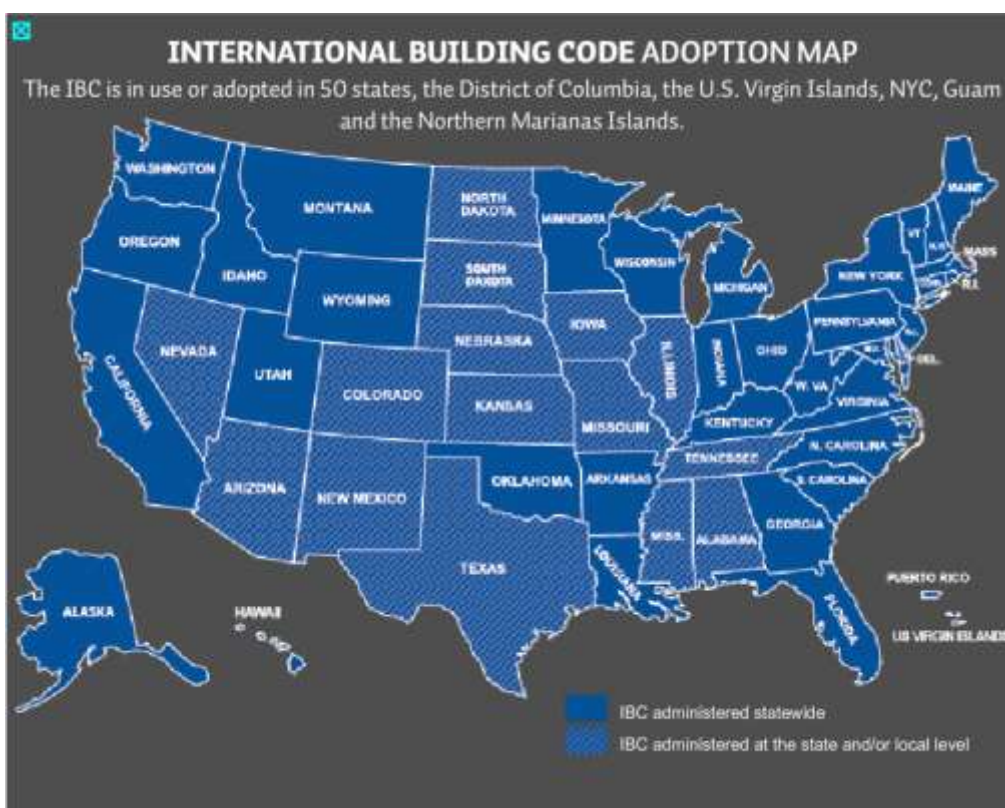 INTERNATIONAL BUILDING CODE ADOPTION MAP
The IBC is in use or adopted in 50 states, the District of Columbia, the U.S. Virgin Islands, NYC, Guam
and the Northern Marianas Islands.
WASHINGTON
MONTANA
NORTH
DAKOTA
MINNESOTA
MAINE
VT
OREGON
IDAHO
WYOMING
SOUTH
DAKOTA
WISCONSIN
MICHIGAN
NEW YORK
MASS
R.I.
NEVADA
UTAH
COLORADO
NEBRASKA
IOWA
ILLINOIS
INDIANA
OHIO
PENNSYLVANIA
DEL.
CALIFORNIA
KANSAS
MISSOURI
KENTUCKY
W. VA
VIRGINIA
ARIZONA
NEW MEXICO
OKLAHOMA
ARKANSAS
TENNESSEE
N. CAROLINA
S. CAROLINA
TEXAS
LOUISIANA
MISS.
ALABAMA
GEORGIA
FLORIDA
ALASKA
HAWAII
PUERTO RICO
US VIRGIN ISLANDS
IBC administered statewide
IBC administered at the state and/or local level